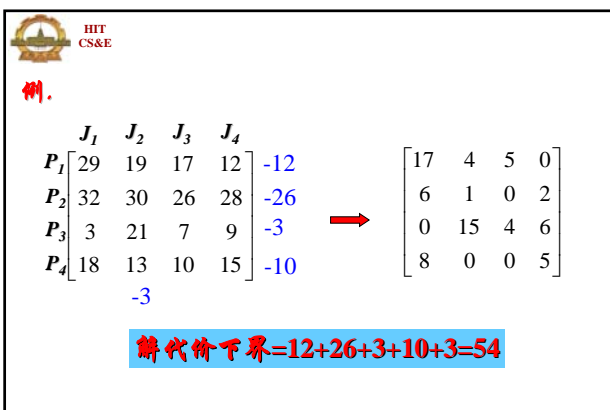 HIT
CS&E
例.
J1 J2 J3 J4
P1 29 19 17 12 -12
P2 32 30 26 28 -26
P3 3 21 7 9 -3
P4 18 13 10 15 -10
-3
17 4 5 0
6 1 0 2
0 15 4 6
8 0 0 5
解代价下界=12+26+3+10+3=54